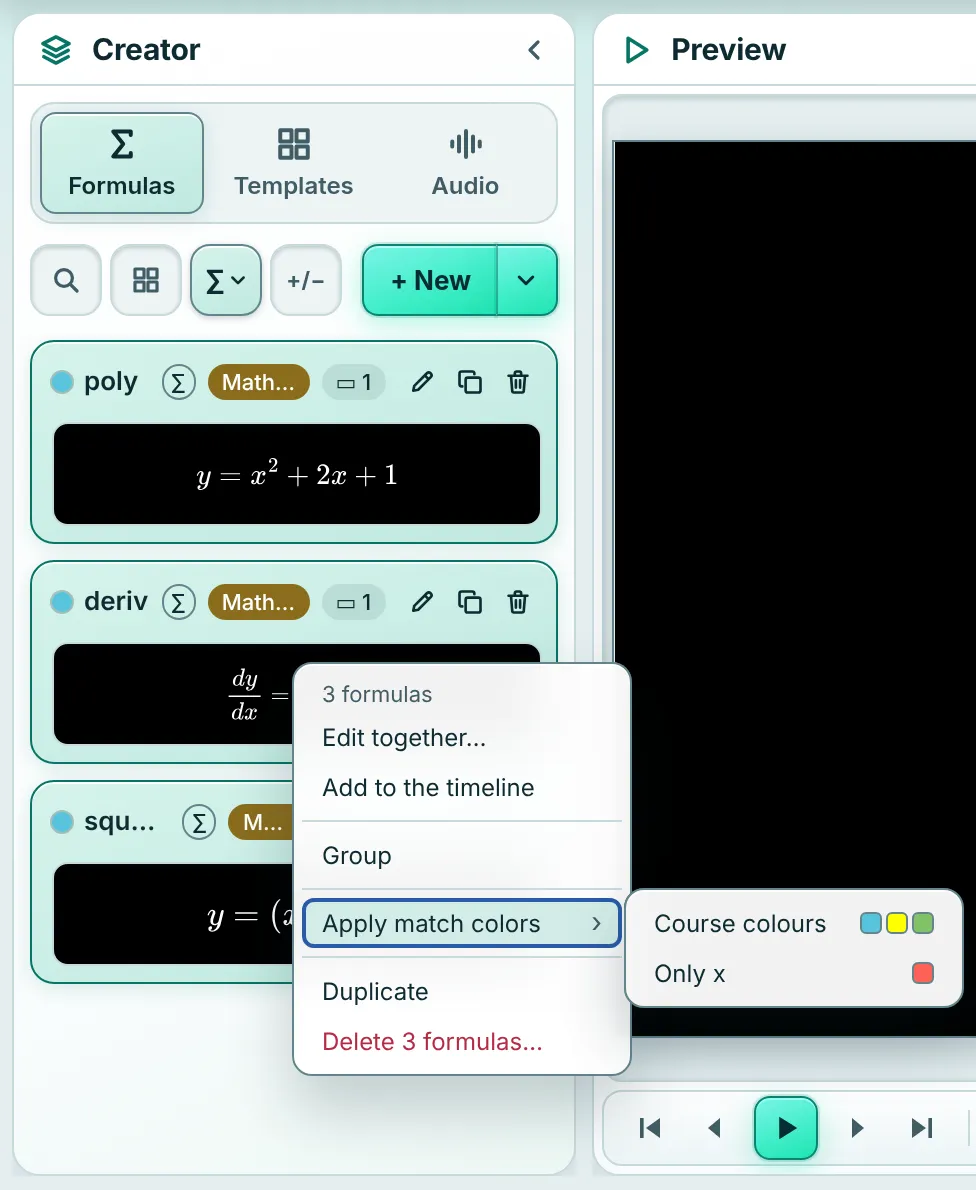 Creator
Preview
Formulas
Templates
Audio
Σ
+/−
+ New
poly Σ Math... 1
y = x² + 2x + 1
deriv Σ Math... 1
dy/dx =
squ... Σ M...
y = (
3 formulas
Edit together...
Add to the timeline
Group
Apply match colors ›
Course colours
Only x
Duplicate
Delete 3 formulas...